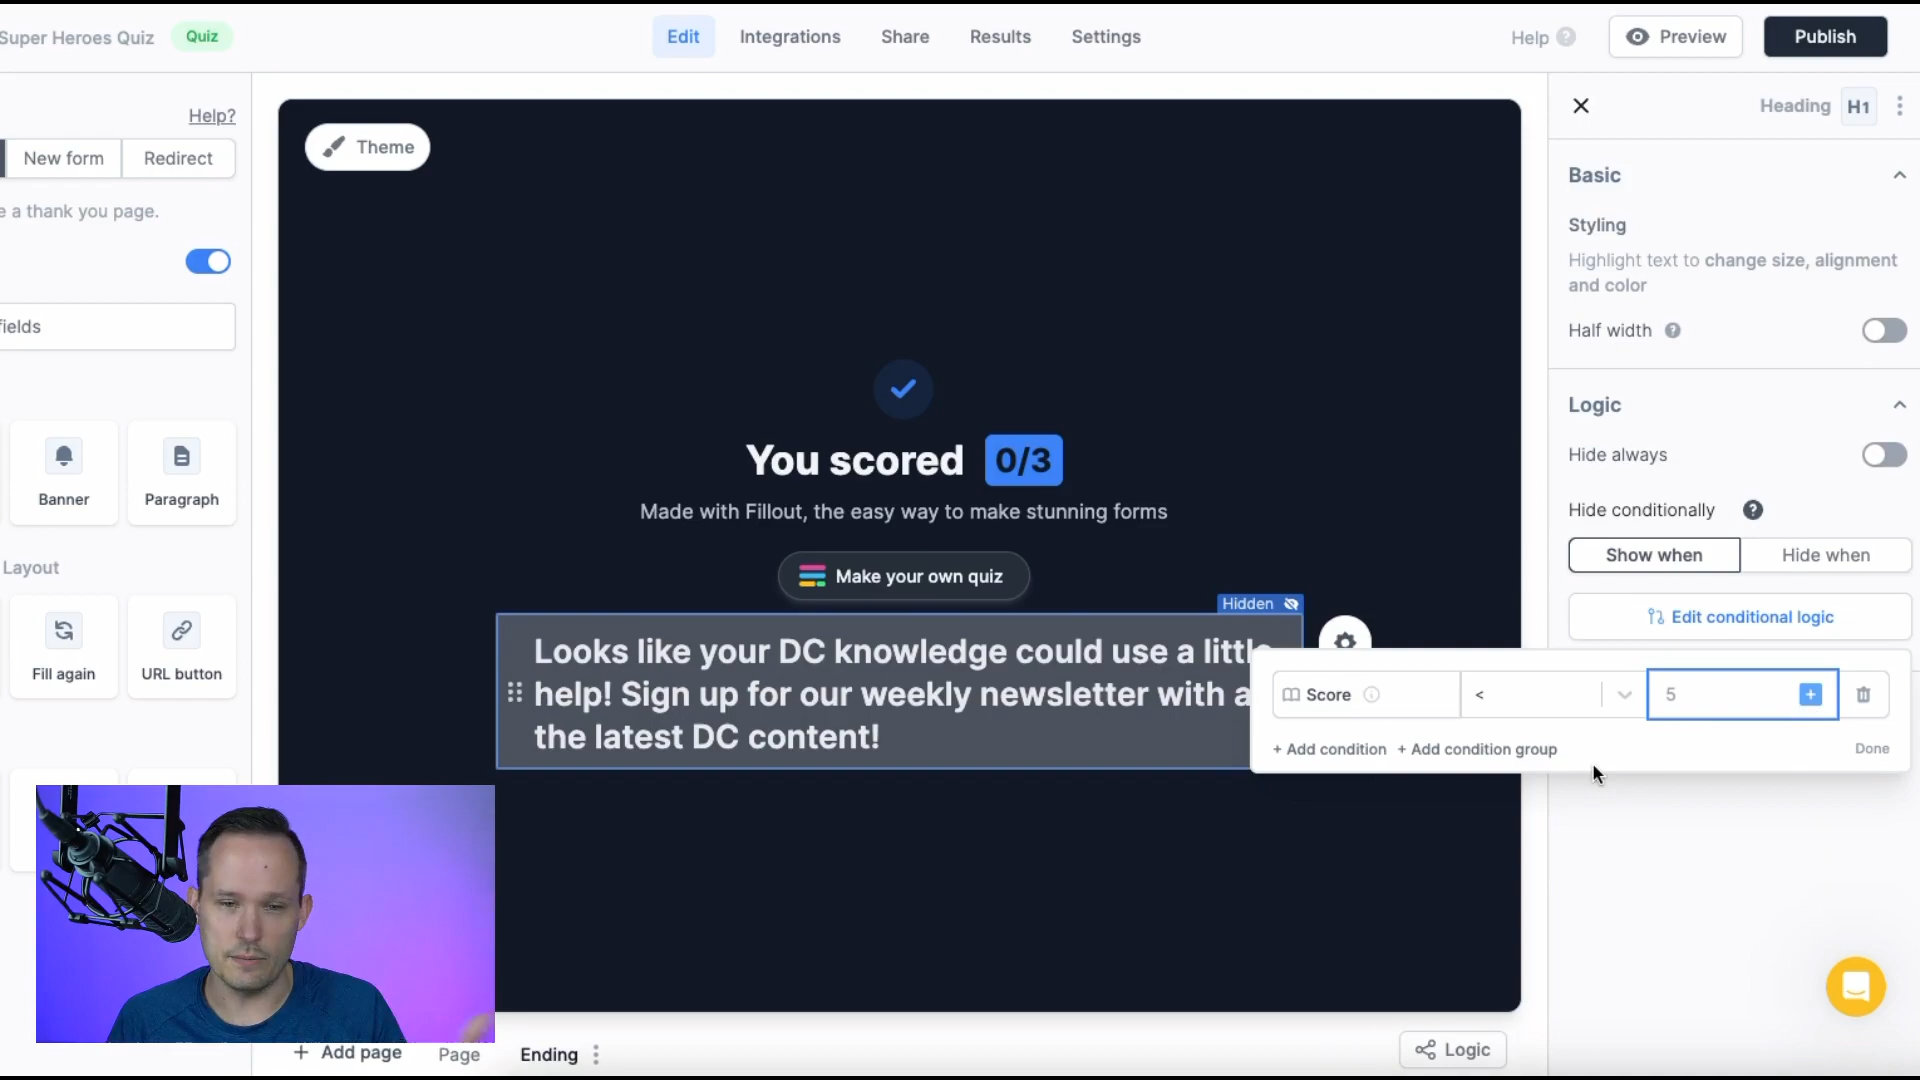 Super Heroes Quiz Quiz
Edit Integrations Share Results Settings
Help Preview Publish
Help?
New form Redirect
e a thank you page.
fields
Banner Paragraph
Layout
Fill again URL button
Theme
You scored 0/3
Made with Fillout, the easy way to make stunning forms
Make your own quiz
Hidden
Looks like your DC knowledge could use a little
help! Sign up for our weekly newsletter with a
the latest DC content!
Heading H1
Basic
Styling
Highlight text to change size, alignment
and color
Half width
Logic
Hide always
Hide conditionally
Show when Hide when
Edit conditional logic
Score < 5
+ Add condition + Add condition group Done
+ Add page Page Ending
Logic